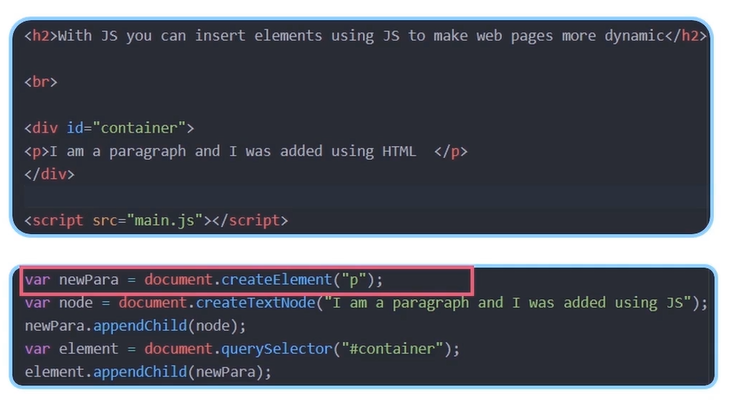 <h2>With JS you can insert elements using JS to make web pages more dynamic</h2>
<br>
<div id="container">
<p>I am a paragraph and I was added using HTML  </p>
</div>
<script src="main.js"></script>
var newPara = document.createElement("p");
var node = document.createTextNode("I am a paragraph and I was added using JS");
newPara.appendChild(node);
var element = document.querySelector("#container");
element.appendChild(newPara);